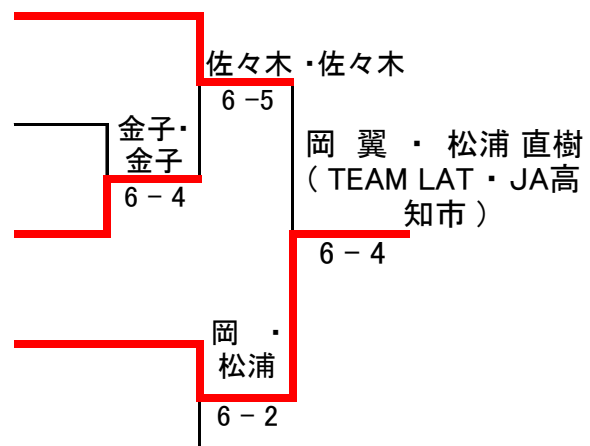 佐々木・佐々木
6 -5
金子・
金子
6 - 4
岡 翼 ・ 松浦 直樹
( TEAM LAT ・ JA高
知市 )
6 - 4
岡 ・
松浦
6 - 2